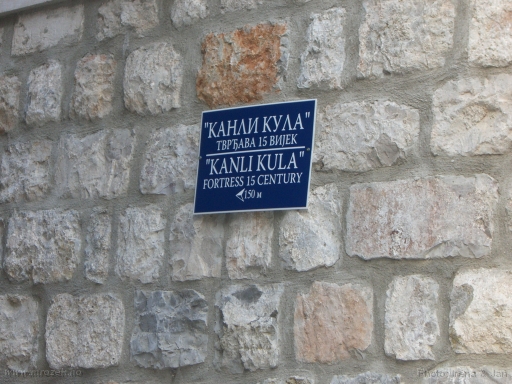 "КАНЛИ КУЛА"
ТВРЂАВА 15 ВИЈЕК
"KANLI KULA"
FORTRESS 15 CENTURY
150 м